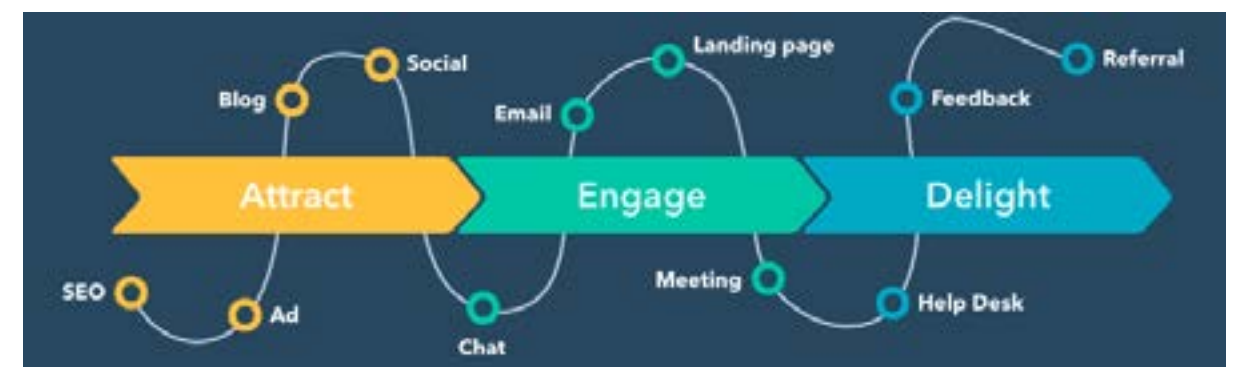 Landing page
Referral
Social
Blog
Email
Feedback
Attract
Engage
Delight
SEO
Ad
Meeting
Help Desk
Chat